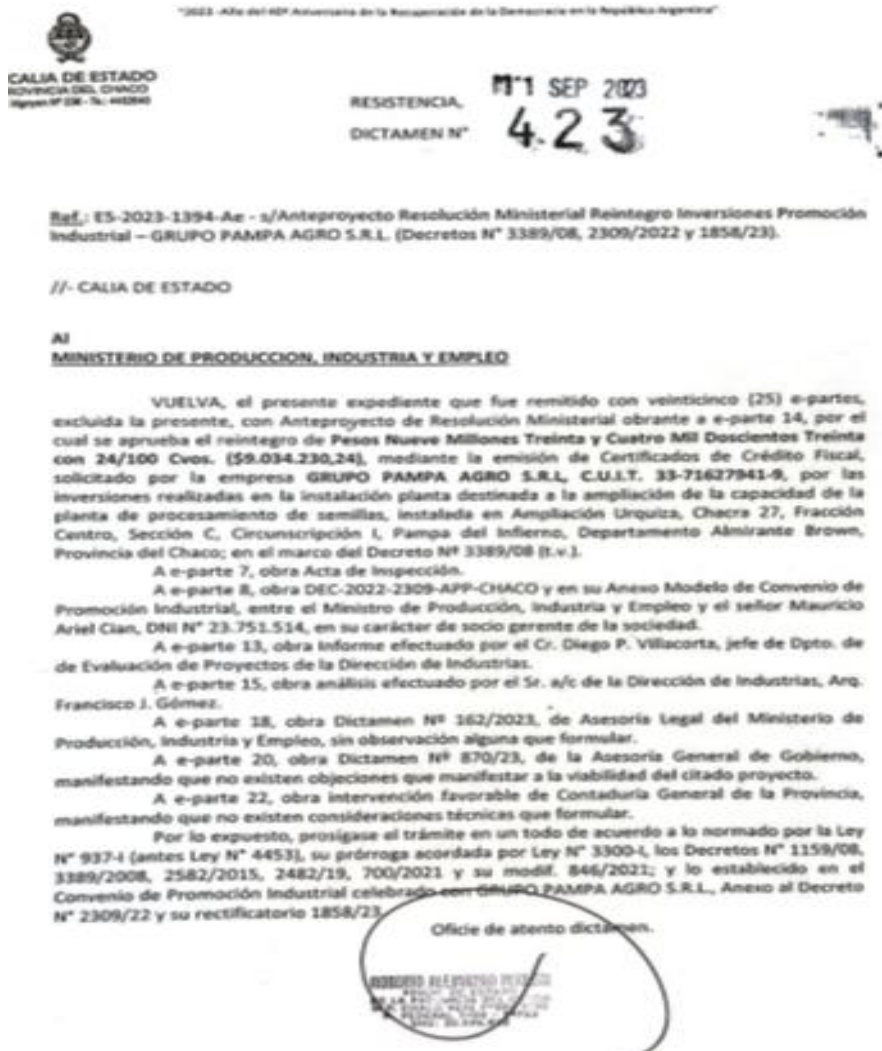 "2023 -Año del 40º Aniversario de la Recuperación de la Democracia en la República Argentina"
CALIA DE ESTADO
ROVINCIA DEL CHACO
RESISTENCIA,
1 SEP 2023
DICTAMEN N°
423
Ref.: E5-2023-1394-Ae - s/Anteproyecto Resolución Ministerial Reintegro Inversiones Promoción
Industrial – GRUPO PAMPA AGRO S.R.L. (Decretos N° 3389/08, 2309/2022 y 1858/23).
//- CALIA DE ESTADO
Al
MINISTERIO DE PRODUCCION, INDUSTRIA Y EMPLEO
VUELVA, el presente expediente que fue remitido con veinticinco (25) e-partes,
excluida la presente, con Anteproyecto de Resolución Ministerial obrante a e-parte 14, por el
cual se aprueba el reintegro de Pesos Nueve Millones Treinta y Cuatro Mil Doscientos Treinta
con 24/100 Cvos. ($9.034.230,24), mediante la emisión de Certificados de Crédito Fiscal,
solicitado por la empresa GRUPO PAMPA AGRO S.R.L, C.U.I.T. 33-71627941-9, por las
inversiones realizadas en la instalación planta destinada a la ampliación de la capacidad de la
planta de procesamiento de semillas, instalada en Ampliación Urquiza, Chacra 27, Fracción
Centro, Sección C, Circunscripción I, Pampa del Infierno, Departamento Almirante Brown,
Provincia del Chaco; en el marco del Decreto Nº 3389/08 (t.v.).
A e-parte 7, obra Acta de Inspección.
A e-parte 8, obra DEC-2022-2309-APP-CHACO y en su Anexo Modelo de Convenio de
Promoción Industrial, entre el Ministro de Producción, Industria y Empleo y el señor Mauricio
Ariel Cian, DNI N° 23.751.514, en su carácter de socio gerente de la sociedad.
A e-parte 13, obra Informe efectuado por el Cr. Diego P. Villacorta, jefe de Dpto. de
de Evaluación de Proyectos de la Dirección de Industrias.
A e-parte 15, obra análisis efectuado por el Sr. a/c de la Dirección de Industrias, Arq.
Francisco J. Gómez.
A e-parte 18, obra Dictamen Nº 162/2023, de Asesoría Legal del Ministerio de
Producción, Industria y Empleo, sin observación alguna que formular.
A e-parte 20, obra Dictamen Nº 870/23, de la Asesoría General de Gobierno,
manifestando que no existen objeciones que manifestar a la viabilidad del citado proyecto.
A e-parte 22, obra intervención favorable de Contaduría General de la Provincia,
manifestando que no existen consideraciones técnicas que formular.
Por lo expuesto, prosígase el trámite en un todo de acuerdo a lo normado por la Ley
N° 937-I (antes Ley N° 4453), su prórroga acordada por Ley N° 3300-I, los Decretos N° 1159/08,
3389/2008, 2582/2015, 2482/19, 700/2021 y su modif. 846/2021; y lo establecido en el
Convenio de Promoción Industrial celebrado con GRUPO PAMPA AGRO S.R.L., Anexo al Decreto
N° 2309/22 y su rectificatorio 1858/23.
Oficie de atento dictamen.